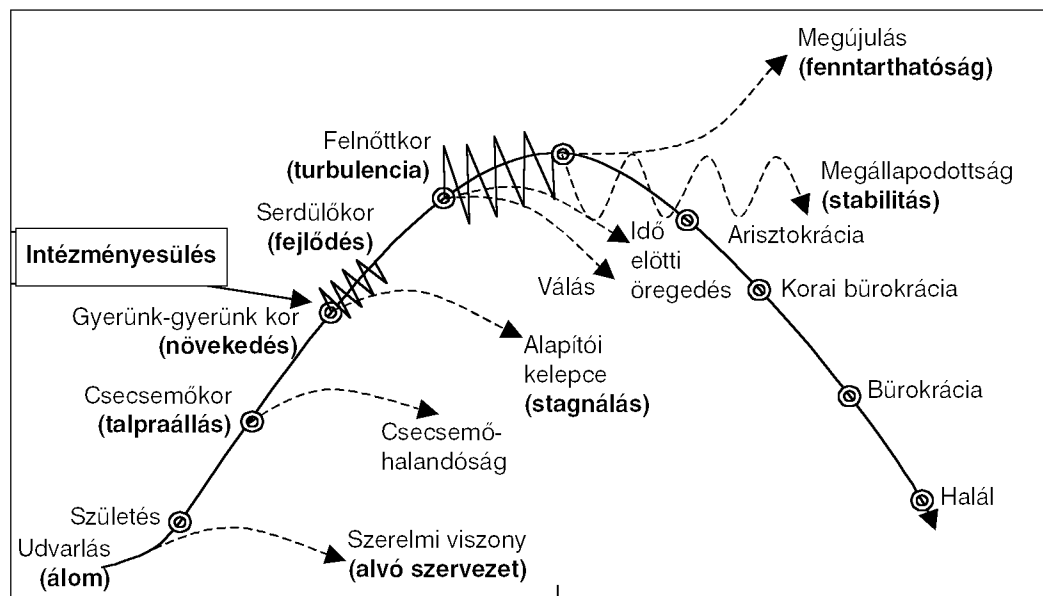 Megújulás
(fenntarthatóság)
Felnőttkor
(turbulencia)
Megállapodottság
(stabilitás)
Serdülőkor
(fejlődés)
Idő
elötti
öregedés
Arisztokrácia
Intézményesülés
Válás
Korai bürokrácia
Gyerünk-gyerünk kor
(növekedés)
Alapítói
kelepce
(stagnálás)
Csecsemőkor
(talpraállás)
Bürokrácia
Csecsemő-
halandóság
Halál
Születés
Udvarlás
(álom)
Szerelmi viszony
(alvó szervezet)